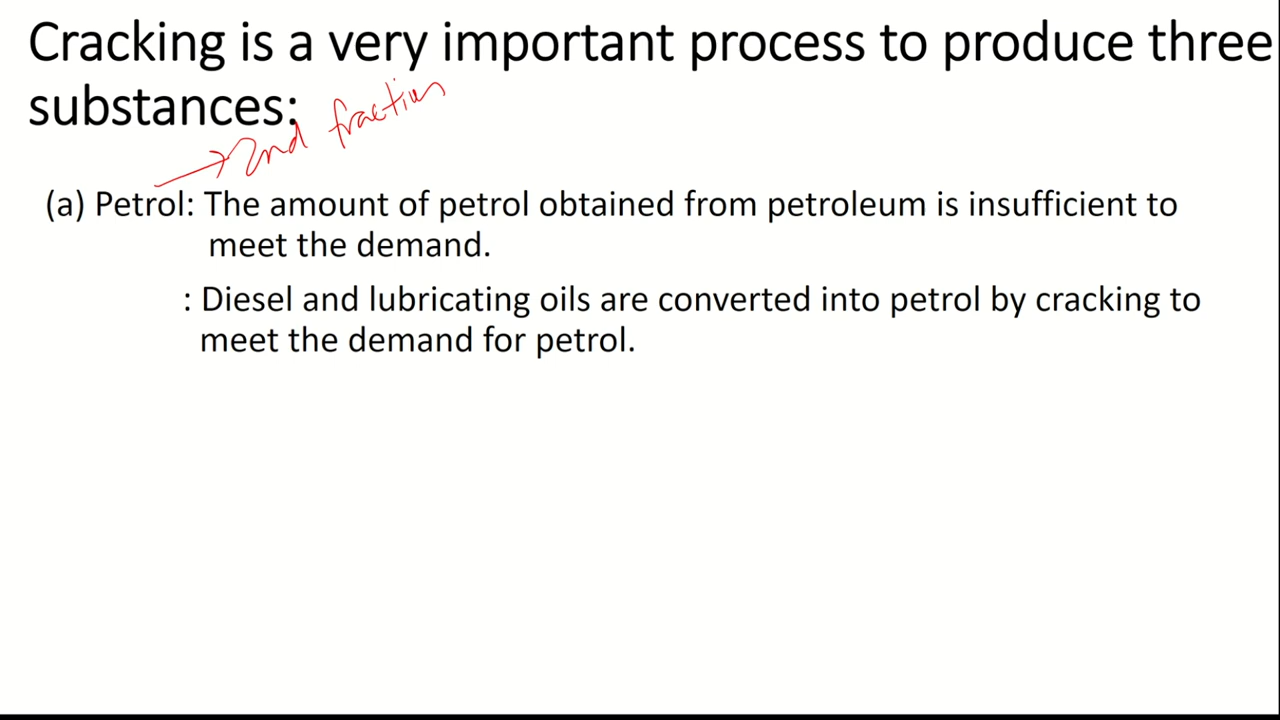 Cracking is a very important process to produce three
substances:
2nd fraction
(a) Petrol: The amount of petrol obtained from petroleum is insufficient to
meet the demand.
: Diesel and lubricating oils are converted into petrol by cracking to
meet the demand for petrol.